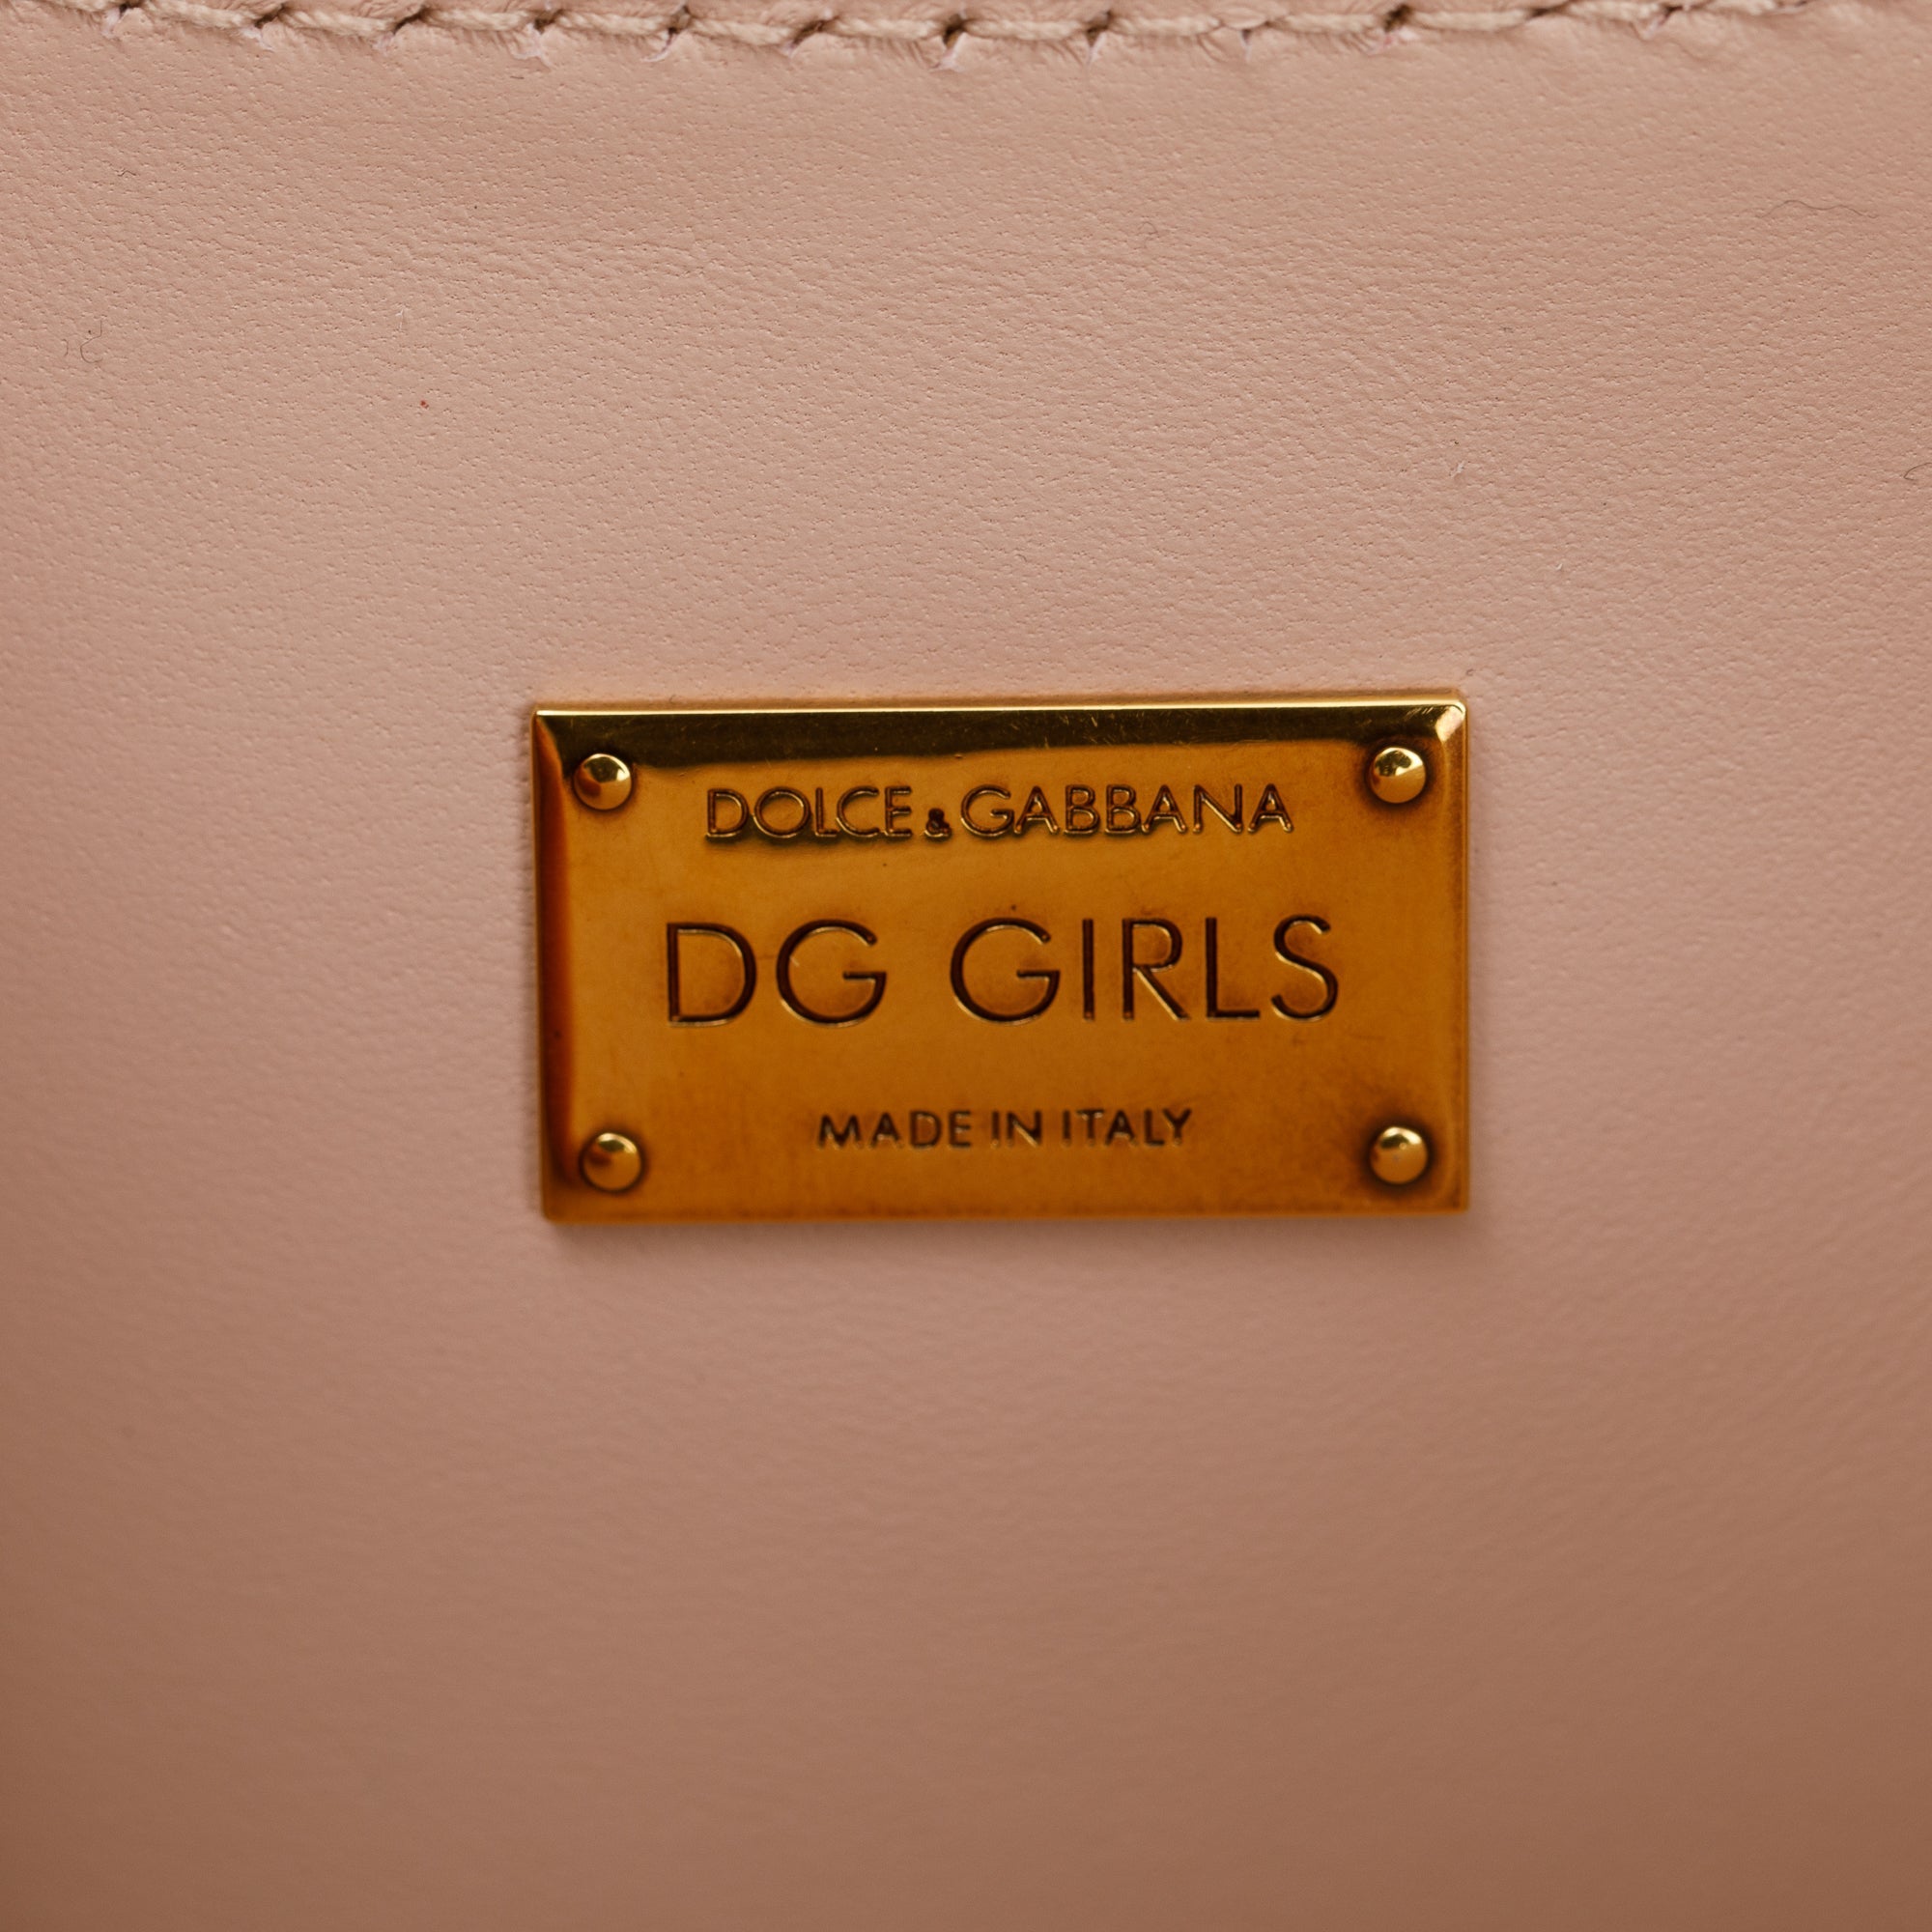 DOLCE & GABBANA
DG GIRLS
MADE IN ITALY